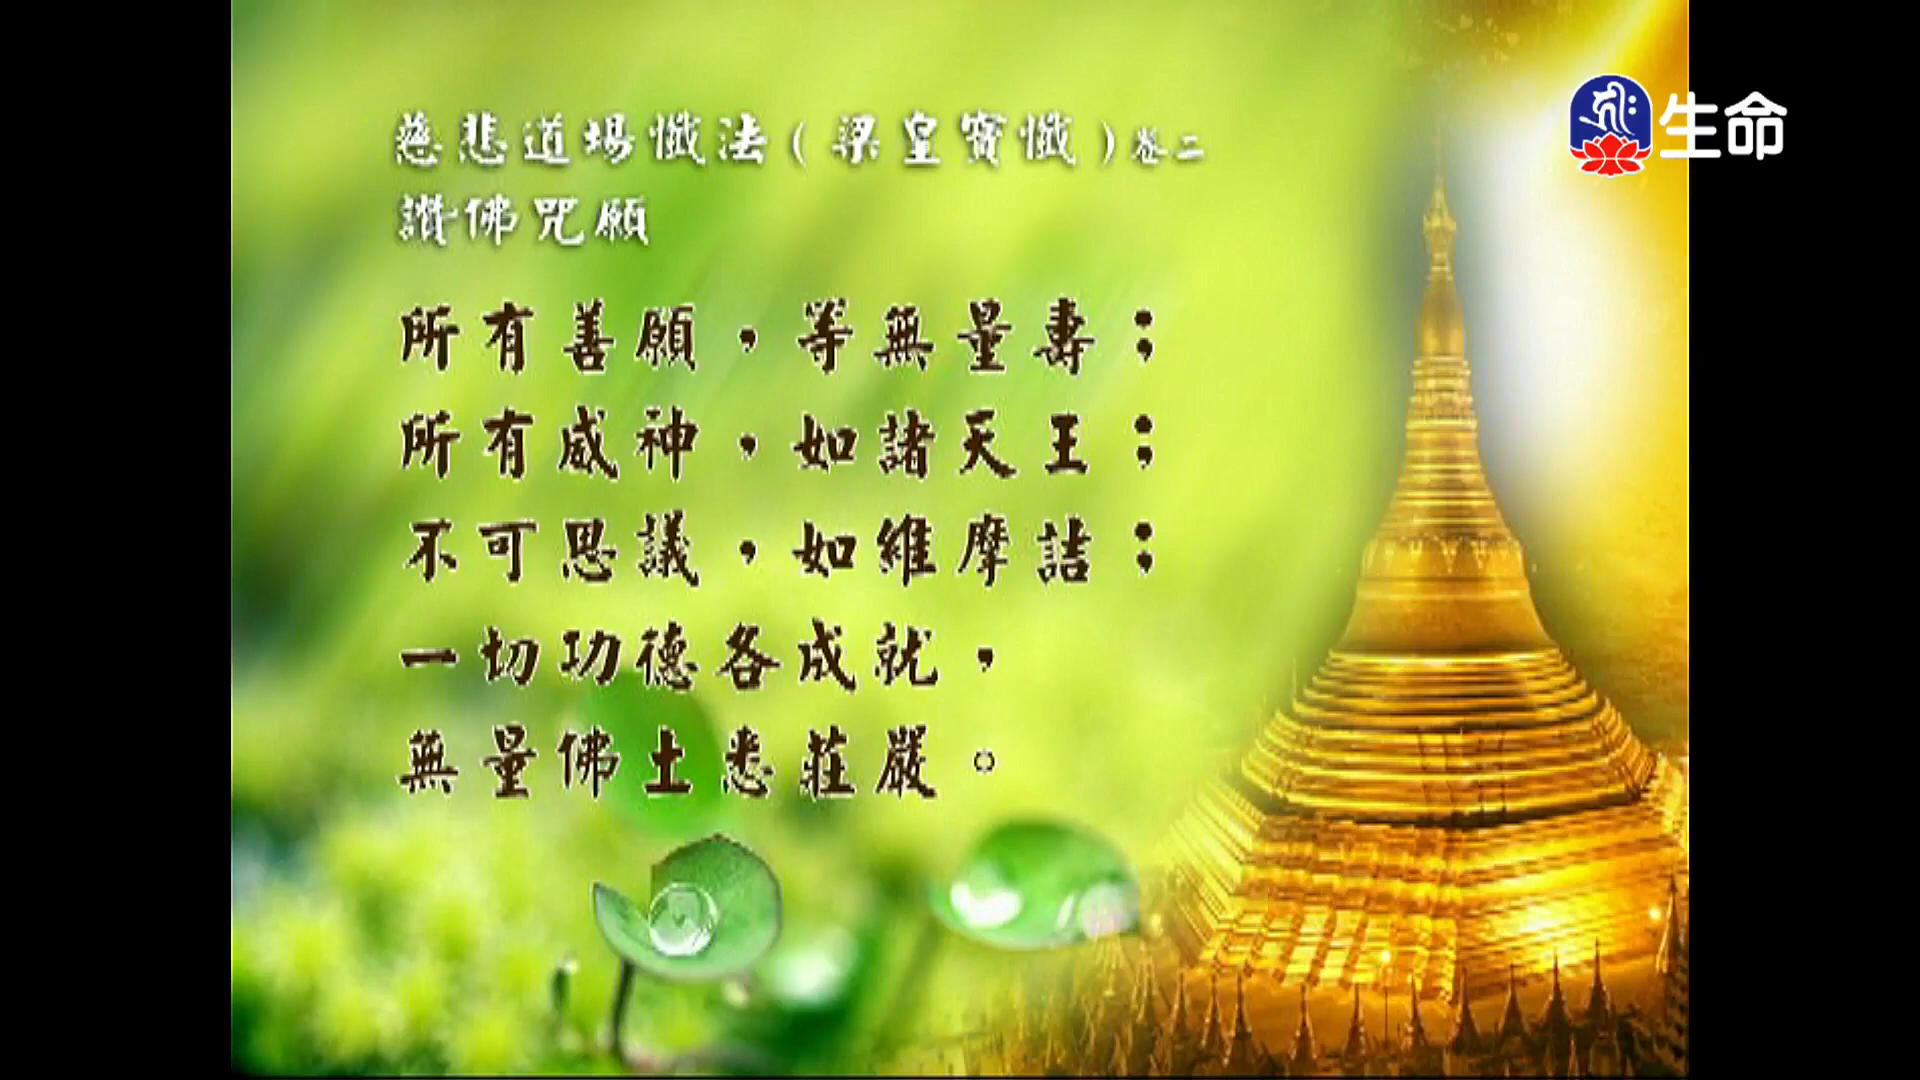 慈悲道場懺法(梁皇寶懺)卷二
讚佛咒願
所有善願,等無量壽;
所有威神,如諸天王;
不可思議,如維摩詰;
一切功德各成就,
無量佛土悉莊嚴。
生命